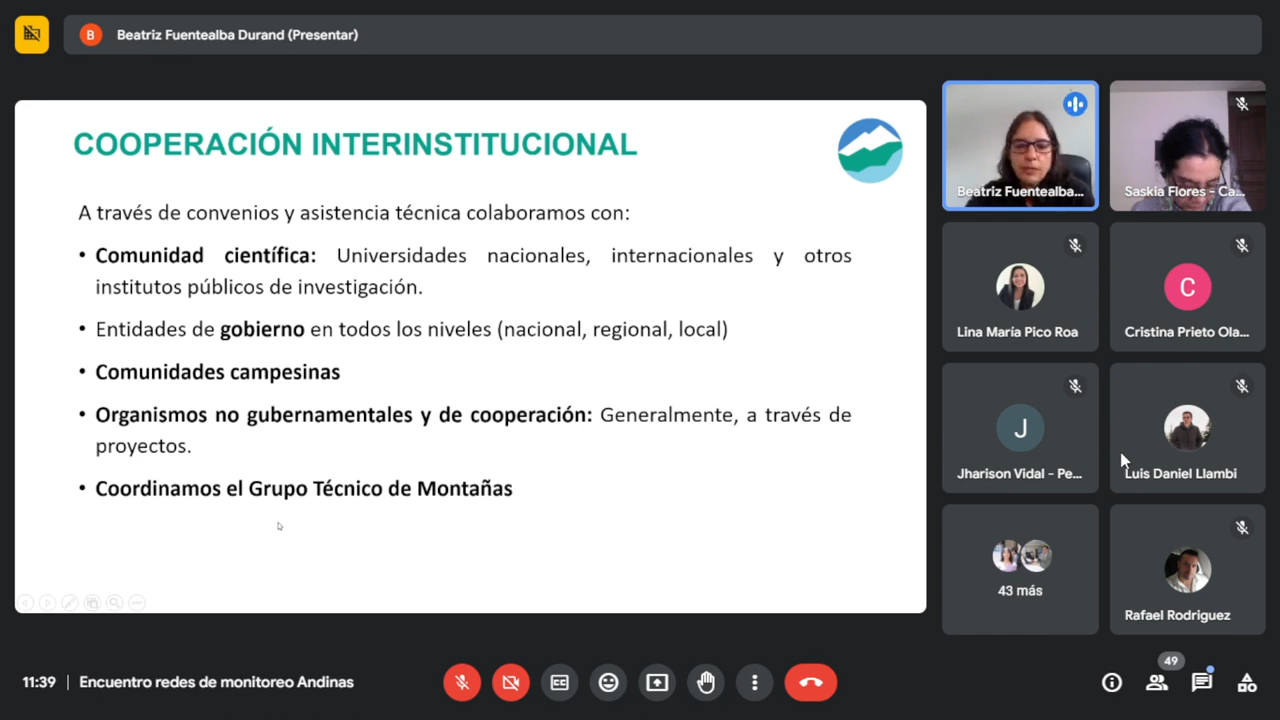 B Beatriz Fuentealba Durand (Presentar)
COOPERACIÓN INTERINSTITUCIONAL
A través de convenios y asistencia técnica colaboramos con:
• Comunidad científica: Universidades nacionales, internacionales y otros
institutos públicos de investigación.
• Entidades de gobierno en todos los niveles (nacional, regional, local)
• Comunidades campesinas
• Organismos no gubernamentales y de cooperación: Generalmente, a través de
proyectos.
• Coordinamos el Grupo Técnico de Montañas
Beatriz Fuentealba...
Saskia Flores - Ca...
Lina María Pico Roa
C
Cristina Prieto Ola...
J
Jharison Vidal - Pe...
Luis Daniel Llambi
43 más
Rafael Rodriguez
11:39 | Encuentro redes de monitoreo Andinas
CC
49